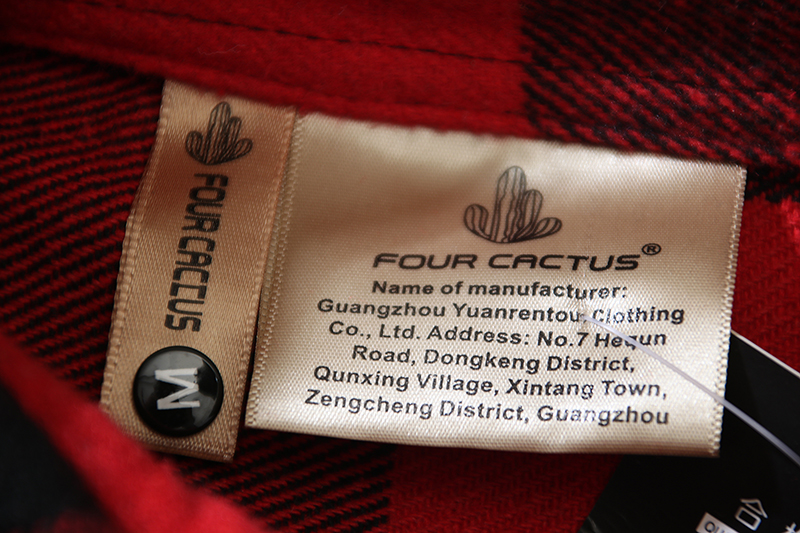 FOUR CACTUS
M
FOUR CACTUS®
Name of manufacturer:
Guangzhou Yuanrentou Clothing
Co., Ltd. Address: No.7 Hequn
Road, Dongkeng District,
Qunxing Village, Xintang Town,
Zengcheng District, Guangzhou